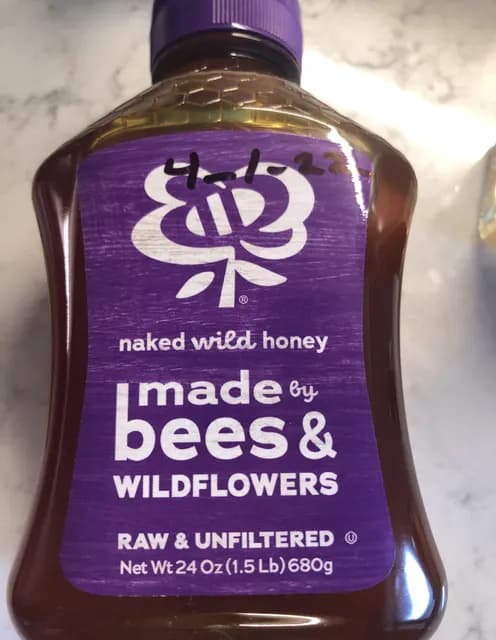 4-1-22
®
naked wild honey
made by
bees &
WILDFLOWERS
RAW & UNFILTERED Ⓤ
Net Wt 24 Oz (1.5 Lb) 680g